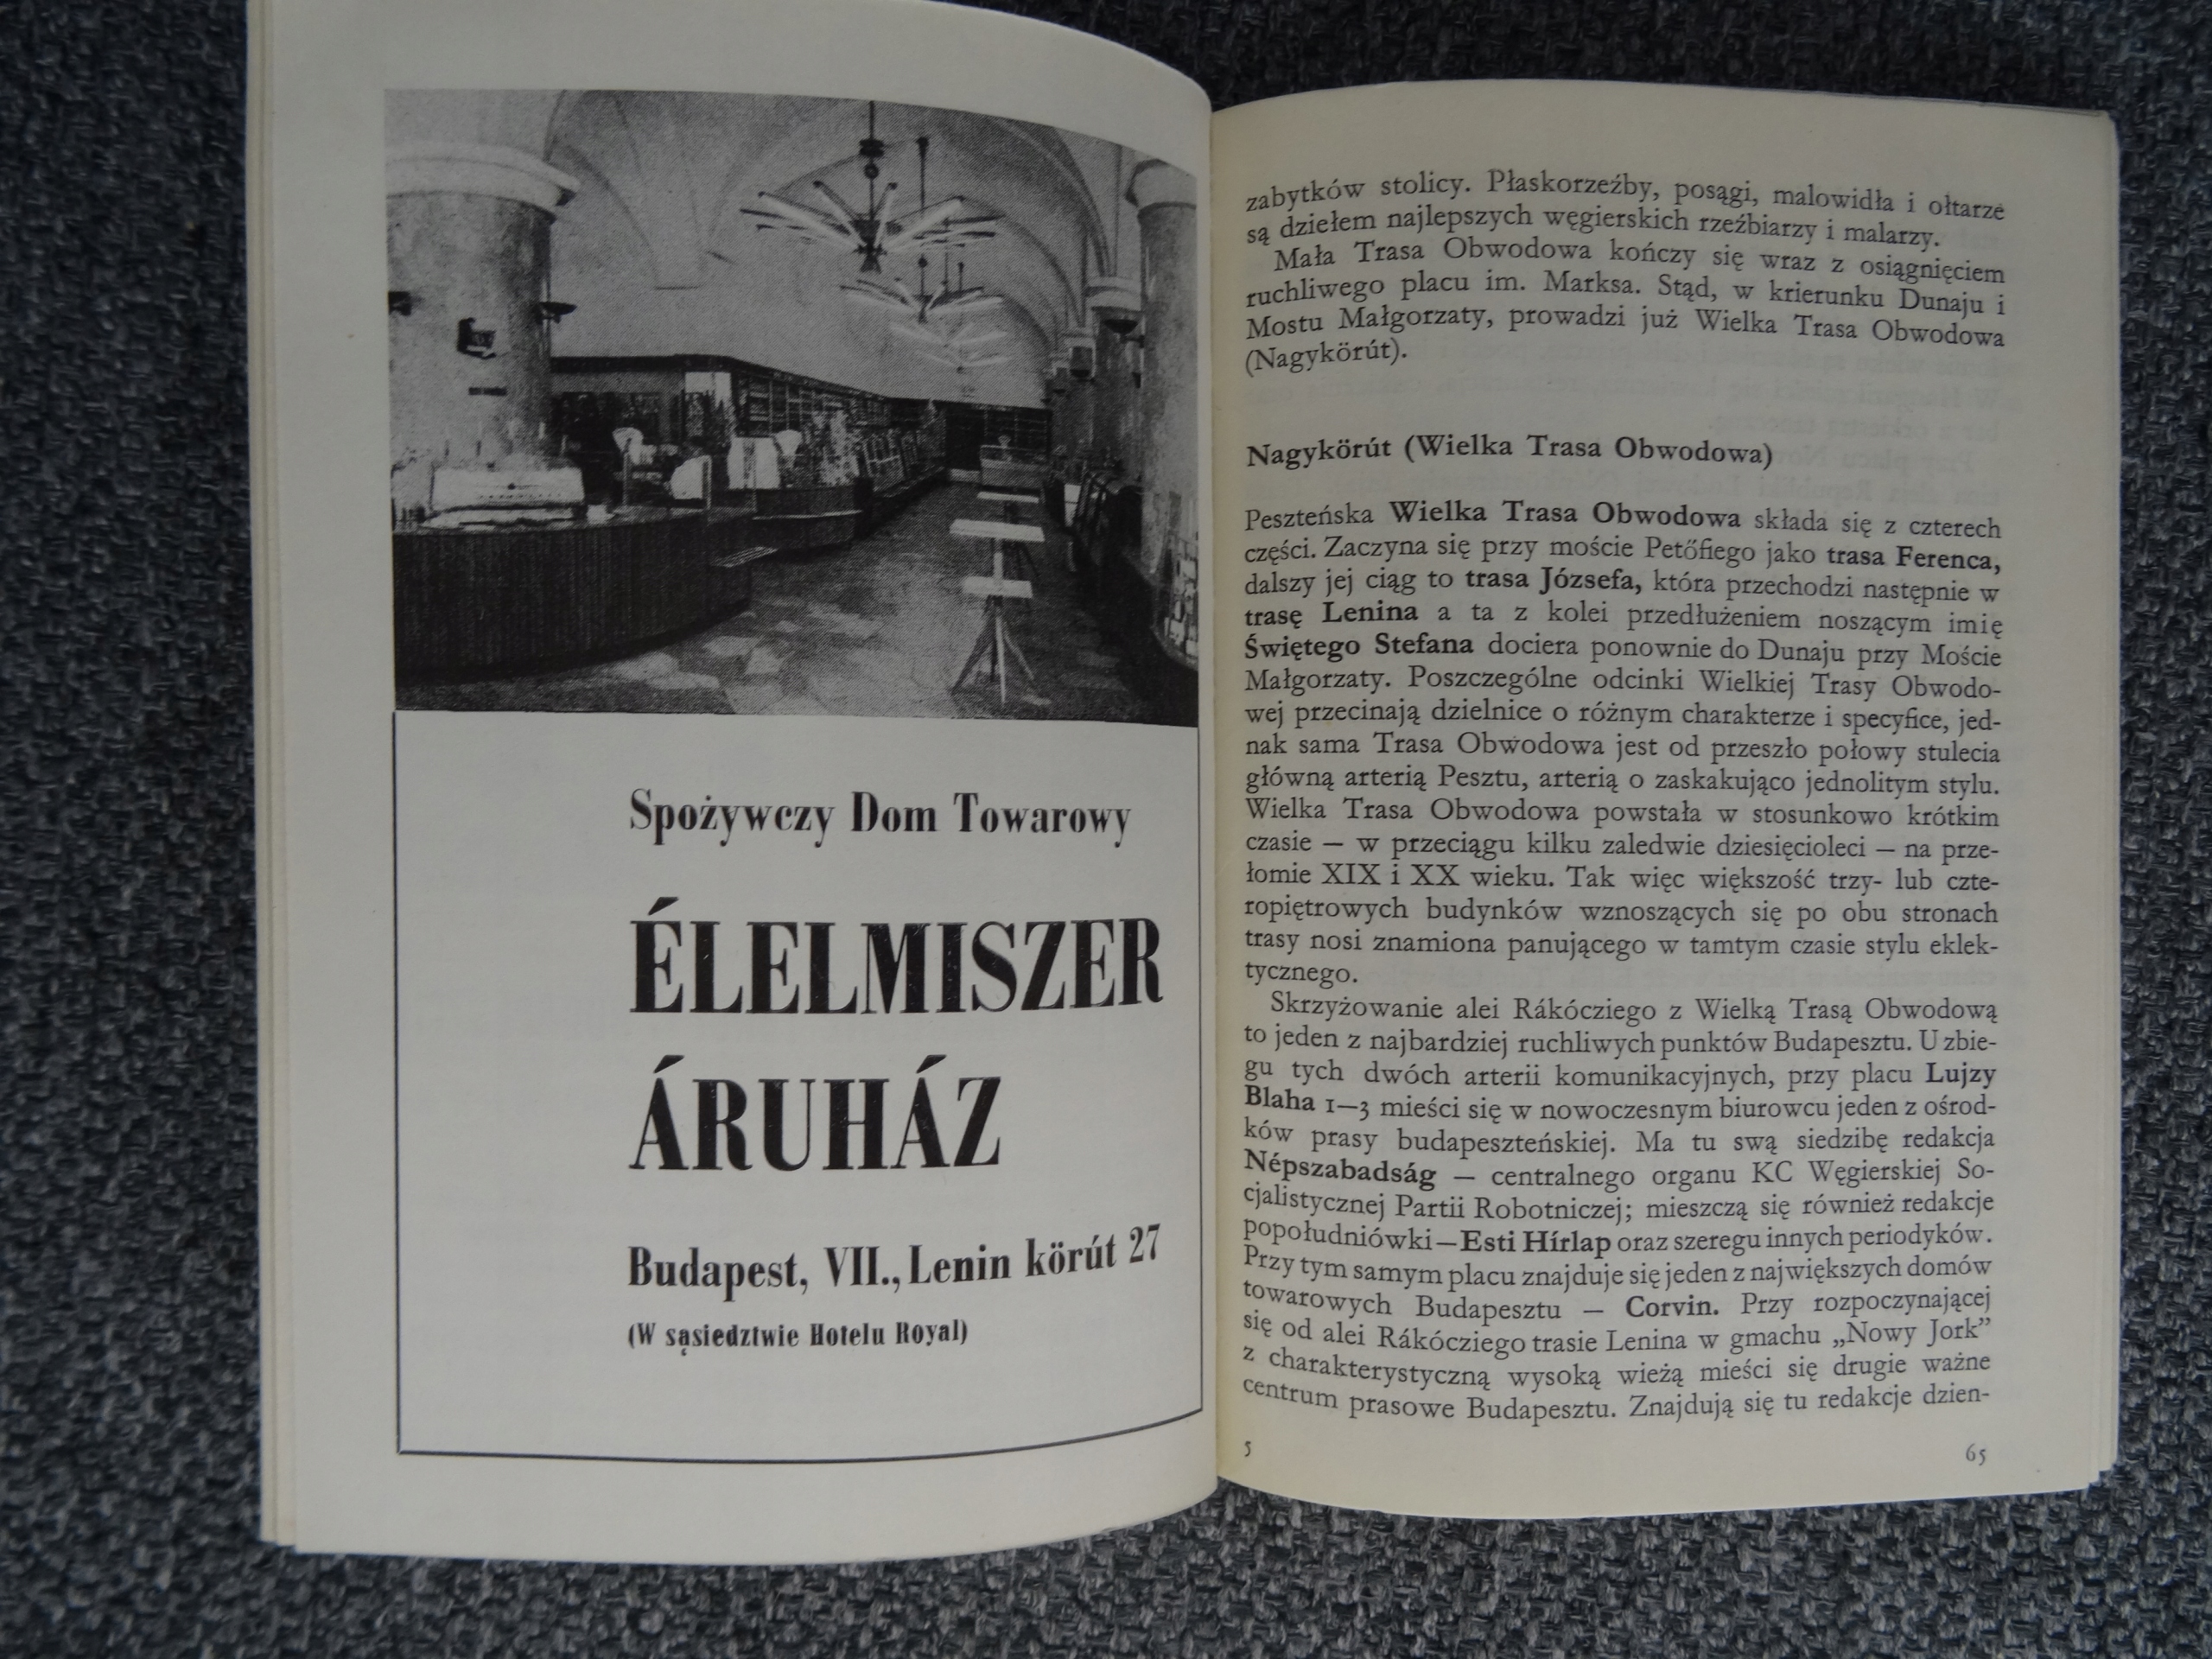 Spożywczy Dom Towarowy
ÉLELMISZER
ÁRUHÁZ
Budapest, VII., Lenin körút 27
(W sąsiedztwie Hotelu Royal)
zabytków stolicy. Płaskorzeźby, posągi, malowidła i ołtarze
są dziełem najlepszych węgierskich rzeźbiarzy i malarzy.
Mała Trasa Obwodowa kończy się wraz z osiągnięciem
ruchliwego placu im. Marksa. Stąd, w krierunku Dunaju i
Mostu Małgorzaty, prowadzi już Wielka Trasa Obwodowa
(Nagykörút).
Nagykörút (Wielka Trasa Obwodowa)
Peszteńska Wielka Trasa Obwodowa składa się z czterech
części. Zaczyna się przy moście Petőfiego jako trasa Ferenca,
dalszy jej ciąg to trasa Józsefa, która przechodzi następnie w
trasę Lenina a ta z kolei przedłużeniem noszącym imię
Świętego Stefana dociera ponownie do Dunaju przy Moście
Małgorzaty. Poszczególne odcinki Wielkiej Trasy Obwodo-
wej przecinają dzielnice o różnym charakterze i specyfice, jed-
nak sama Trasa Obwodowa jest od przeszło połowy stulecia
główną arterią Pesztu, arterią o zaskakująco jednolitym stylu.
Wielka Trasa Obwodowa powstała w stosunkowo krótkim
czasie — w przeciągu kilku zaledwie dziesięcioleci — na prze-
łomie XIX i XX wieku. Tak więc większość trzy- lub czte-
ropiętrowych budynków wznoszących się po obu stronach
trasy nosi znamiona panującego w tamtym czasie stylu eklek-
tycznego.
Skrzyżowanie alei Rákócziego z Wielką Trasą Obwodową
to jeden z najbardziej ruchliwych punktów Budapesztu. U zbie-
gu tych dwóch arterii komunikacyjnych, przy placu Lujzy
Blaha 1—3 mieści się w nowoczesnym biurowcu jeden z ośrod-
ków prasy budapeszteńskiej. Ma tu swą siedzibę redakcja
Népszabadság — centralnego organu KC Węgierskiej So-
cjalistycznej Partii Robotniczej; mieszczą się również redakcje
popołudniówki—Esti Hírlap oraz szeregu innych periodyków.
Przy tym samym placu znajduje się jeden z największych domów
towarowych Budapesztu — Corvin. Przy rozpoczynającej
się od alei Rákócziego trasie Lenina w gmachu „Nowy Jork”
z charakterystyczną wysoką wieżą mieści się drugie ważne
centrum prasowe Budapesztu. Znajdują się tu redakcje dzien-
5
65